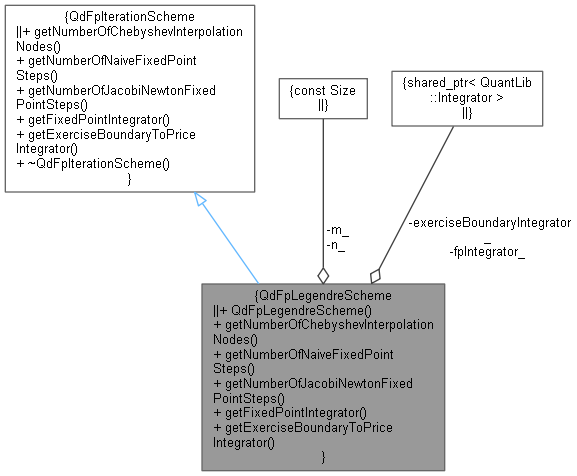 {QdFpIterationScheme
||+ getNumberOfChebyshevInterpolation
Nodes()
+ getNumberOfNaiveFixedPoint
Steps()
+ getNumberOfJacobiNewtonFixed
PointSteps()
+ getFixedPointIntegrator()
+ getExerciseBoundaryToPrice
Integrator()
+ ~QdFpIterationScheme()
}
{const Size
||}
{shared_ptr< QuantLib
::Integrator >
||}
-m_
-n_
-exerciseBoundaryIntegrator
_
-fpIntegrator_
{QdFpLegendreScheme
||+ QdFpLegendreScheme()
+ getNumberOfChebyshevInterpolation
Nodes()
+ getNumberOfNaiveFixedPoint
Steps()
+ getNumberOfJacobiNewtonFixed
PointSteps()
+ getFixedPointIntegrator()
+ getExerciseBoundaryToPrice
Integrator()
}